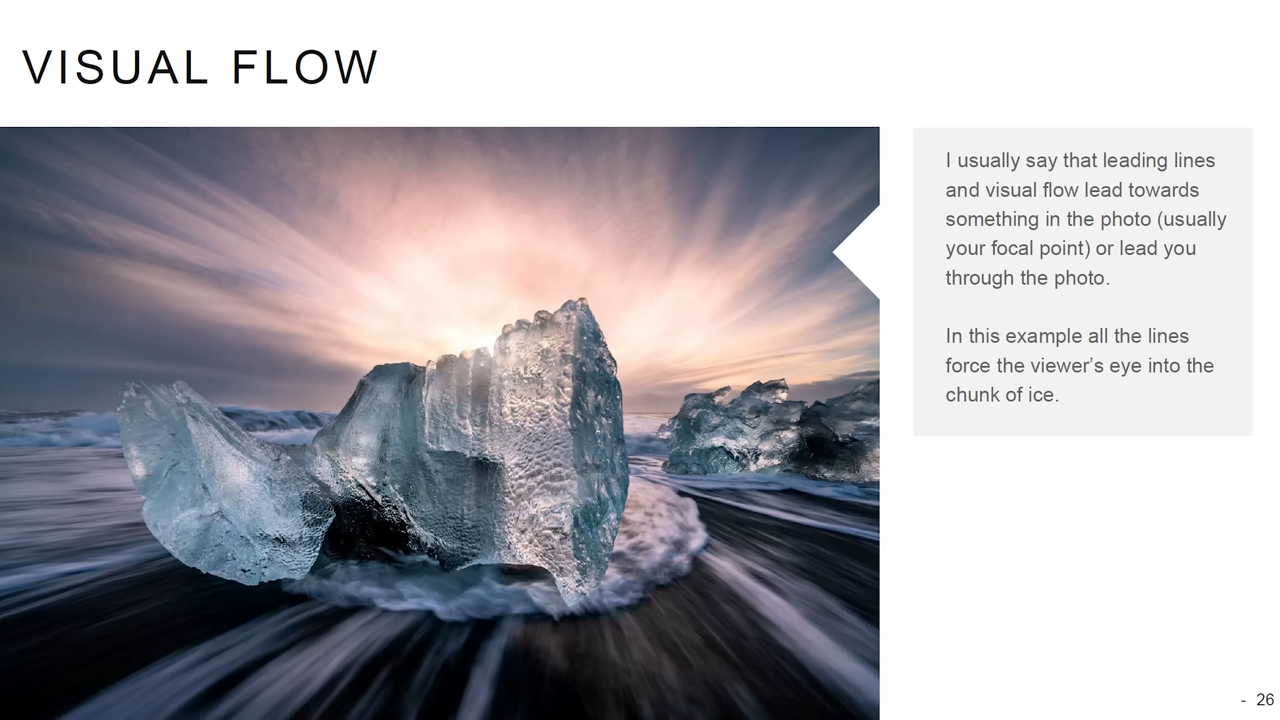 VISUAL FLOW
I usually say that leading lines
and visual flow lead towards
something in the photo (usually
your focal point) or lead you
through the photo.
In this example all the lines
force the viewer’s eye into the
chunk of ice.
- 26